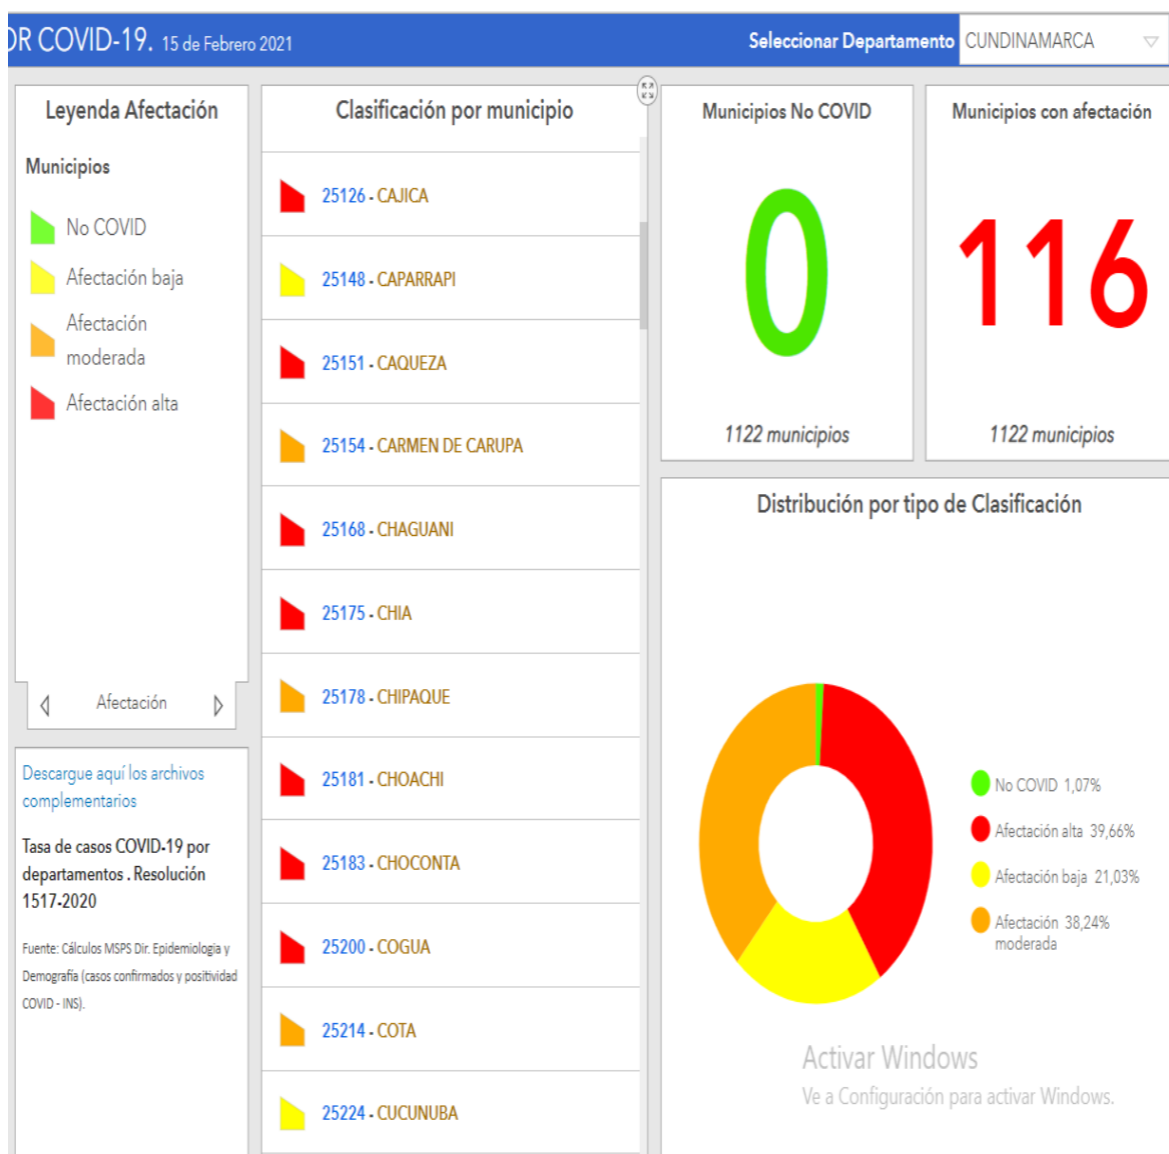 OR COVID-19. 15 de Febrero 2021
Seleccionar Departamento CUNDINAMARCA
Leyenda Afectación
Municipios
No COVID
Afectación baja
Afectación
moderada
Afectación alta
Afectación
Descargue aquí los archivos
complementarios
Tasa de casos COVID-19 por
departamentos . Resolución
1517-2020
Fuente: Cálculos MSPS Dir. Epidemiologia y
Demografía (casos confirmados y positividad
COVID - INS).
Clasificación por municipio
25126 - CAJICA
25148 - CAPARRAPI
25151 - CAQUEZA
25154 - CARMEN DE CARUPA
25168 - CHAGUANI
25175 - CHIA
25178 - CHIPAQUE
25181 - CHOACHI
25183 - CHOCONTA
25200 - COGUA
25214 - COTA
25224 - CUCUNUBA
Municipios No COVID
0
1122 municipios
Municipios con afectación
116
1122 municipios
Distribución por tipo de Clasificación
No COVID 1,07%
Afectación alta 39,66%
Afectación baja 21,03%
Afectación 38,24%
moderada
Activar Windows
Ve a Configuración para activar Windows.